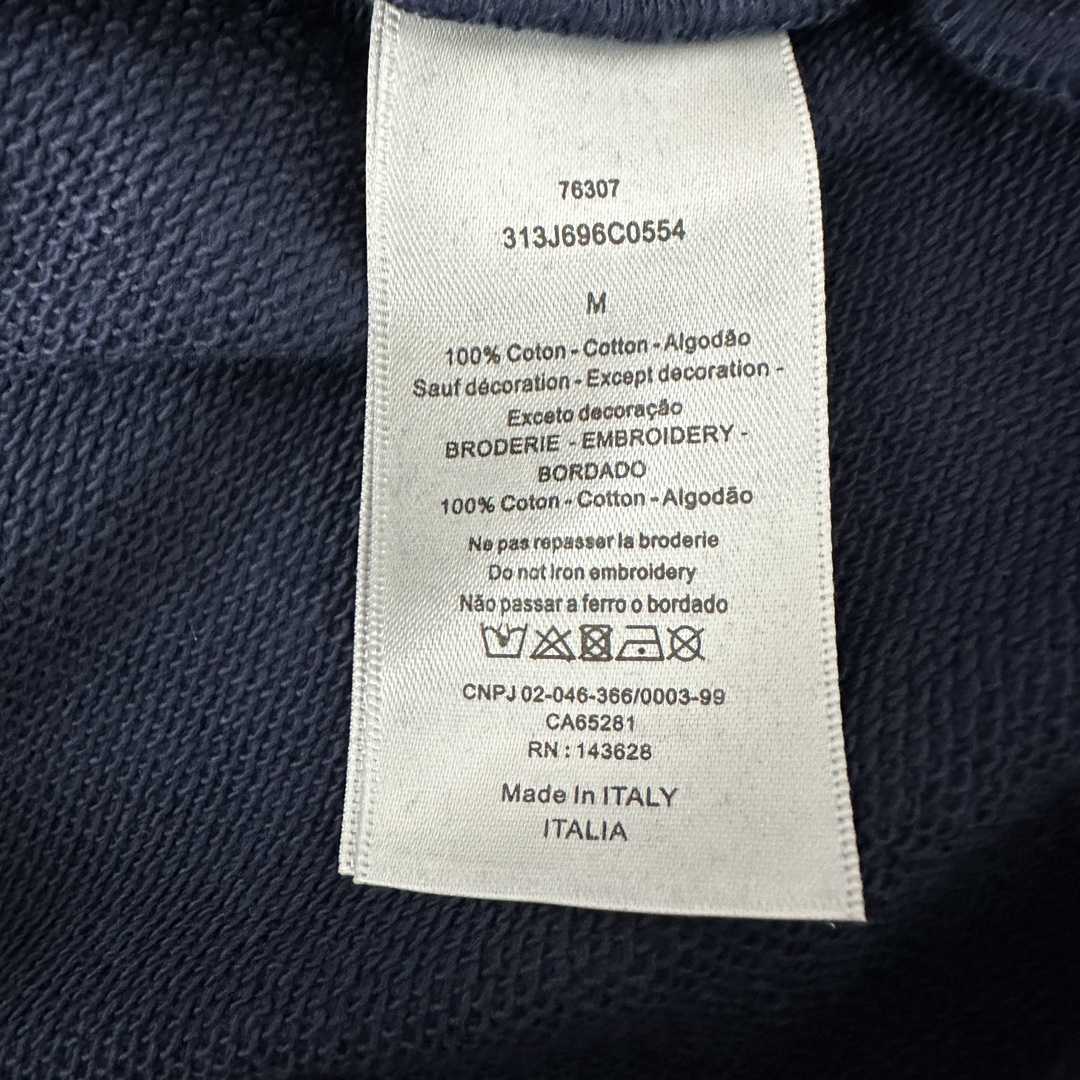 76307
313J696C0554
M
100% Coton - Cotton - Algodão
Sauf décoration - Except decoration -
Exceto decoração
BRODERIE - EMBROIDERY -
BORDADO
100% Coton - Cotton - Algodão
Ne pas repasser la broderie
Do not Iron embroidery
Não passar a ferro o bordado
CNPJ 02-046-366/0003-99
CA65281
RN : 143628
Made In ITALY
ITALIA